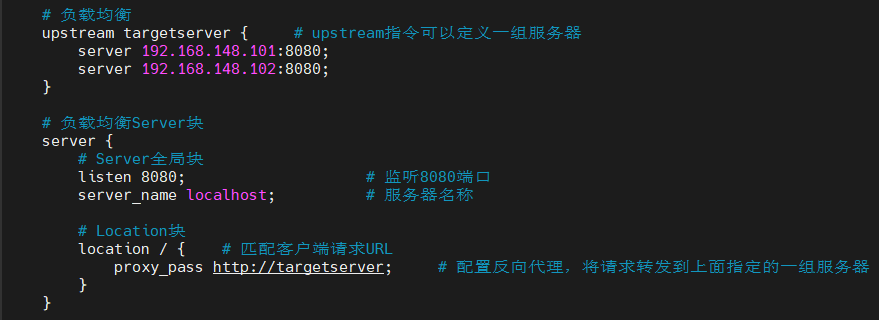 # 负载均衡
upstream targetserver {     # upstream指令可以定义一组服务器
    server 192.168.148.101:8080;
    server 192.168.148.102:8080;
}

# 负载均衡Server块
server {
    # Server全局块
    listen 8080;                    # 监听8080端口
    server_name localhost;          # 服务器名称

    # Location块
    location / {    # 匹配客户端请求URL
        proxy_pass http://targetserver;     # 配置反向代理，将请求转发到上面指定的一组服务器
    }
}